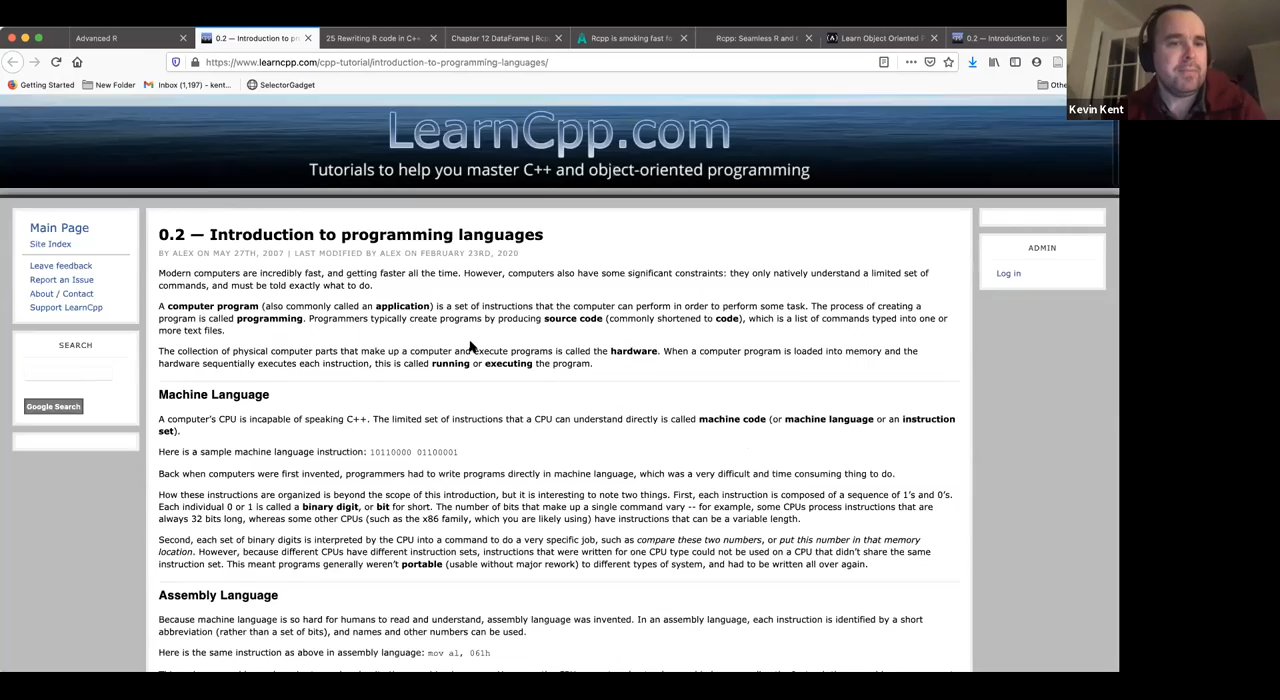 Advanced R
0.2 — Introduction to pr
25 Rewriting R code in C++
Chapter 12 DataFrame | Rcp
Rcpp is smoking fast fo
Rcpp: Seamless R and
Learn Object Oriented P
0.2 — Introduction to pr
https://www.learncpp.com/cpp-tutorial/introduction-to-programming-languages/
Getting Started
New Folder
Inbox (1,197) - kent...
SelectorGadget
Othe
Kevin Kent
LearnCpp.com
Tutorials to help you master C++ and object-oriented programming
Main Page
Site Index
Leave feedback
Report an Issue
About / Contact
Support LearnCpp
SEARCH
Google Search
0.2 — Introduction to programming languages
BY ALEX ON MAY 27TH, 2007 | LAST MODIFIED BY ALEX ON FEBRUARY 23RD, 2020
Modern computers are incredibly fast, and getting faster all the time. However, computers also have some significant constraints: they only natively understand a limited set of
commands, and must be told exactly what to do.
A computer program (also commonly called an application) is a set of instructions that the computer can perform in order to perform some task. The process of creating a
program is called programming. Programmers typically create programs by producing source code (commonly shortened to code), which is a list of commands typed into one or
more text files.
The collection of physical computer parts that make up a computer and execute programs is called the hardware. When a computer program is loaded into memory and the
hardware sequentially executes each instruction, this is called running or executing the program.
Machine Language
A computer's CPU is incapable of speaking C++. The limited set of instructions that a CPU can understand directly is called machine code (or machine language or an instruction
set).
Here is a sample machine language instruction: 10110000 01100001
Back when computers were first invented, programmers had to write programs directly in machine language, which was a very difficult and time consuming thing to do.
How these instructions are organized is beyond the scope of this introduction, but it is interesting to note two things. First, each instruction is composed of a sequence of 1's and 0's.
Each individual 0 or 1 is called a binary digit, or bit for short. The number of bits that make up a single command vary -- for example, some CPUs process instructions that are
always 32 bits long, whereas some other CPUs (such as the x86 family, which you are likely using) have instructions that can be a variable length.
Second, each set of binary digits is interpreted by the CPU into a command to do a very specific job, such as compare these two numbers, or put this number in that memory
location. However, because different CPUs have different instruction sets, instructions that were written for one CPU type could not be used on a CPU that didn't share the same
instruction set. This meant programs generally weren't portable (usable without major rework) to different types of system, and had to be written all over again.
Assembly Language
Because machine language is so hard for humans to read and understand, assembly language was invented. In an assembly language, each instruction is identified by a short
abbreviation (rather than a set of bits), and names and other numbers can be used.
Here is the same instruction as above in assembly language: mov al, 061h
ADMIN
Log in